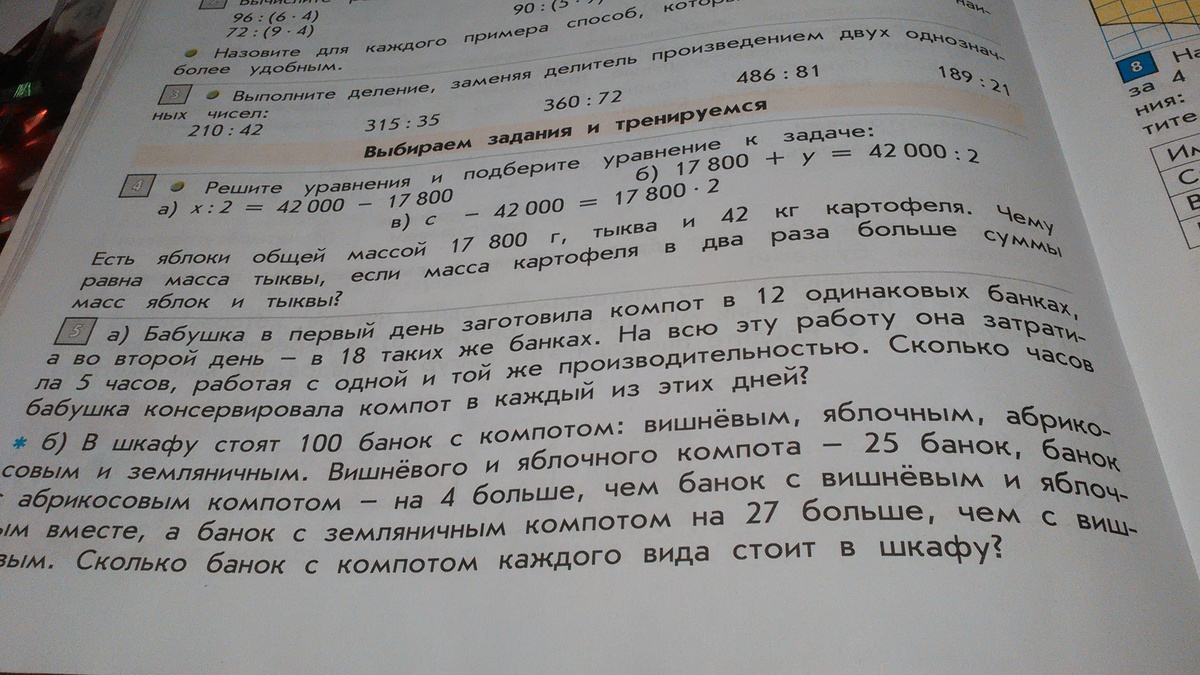 96 : (6 · 4)
72 : (9 · 4)
90 : (5 ·
• Назовите для каждого примера способ, наи-
более удобным.
3 • Выполните деление, заменяя делитель произведением двух однознач-
ных чисел:
210 : 42 315 : 35 360 : 72 486 : 81 189 : 21
Выбираем задания и тренируемся
4 • Решите уравнения и подберите уравнение к задаче:
а) x : 2 = 42 000 − 17 800 б) 17 800 + y = 42 000 : 2
в) c − 42 000 = 17 800 · 2
Есть яблоки общей массой 17 800 г, тыква и 42 кг картофеля. Чему
равна масса тыквы, если масса картофеля в два раза больше суммы
масс яблок и тыквы?
5 а) Бабушка в первый день заготовила компот в 12 одинаковых банках,
а во второй день – в 18 таких же банках. На всю эту работу она затрати-
ла 5 часов, работая с одной и той же производительностью. Сколько часов
бабушка консервировала компот в каждый из этих дней?
* б) В шкафу стоят 100 банок с компотом: вишнёвым, яблочным, абрико-
совым и земляничным. Вишнёвого и яблочного компота – 25 банок, банок
с абрикосовым компотом – на 4 больше, чем банок с вишнёвым и яблоч-
ым вместе, а банок с земляничным компотом на 27 больше, чем с виш-
вым. Сколько банок с компотом каждого вида стоит в шкафу?
8 На
за 4
ния:
тите